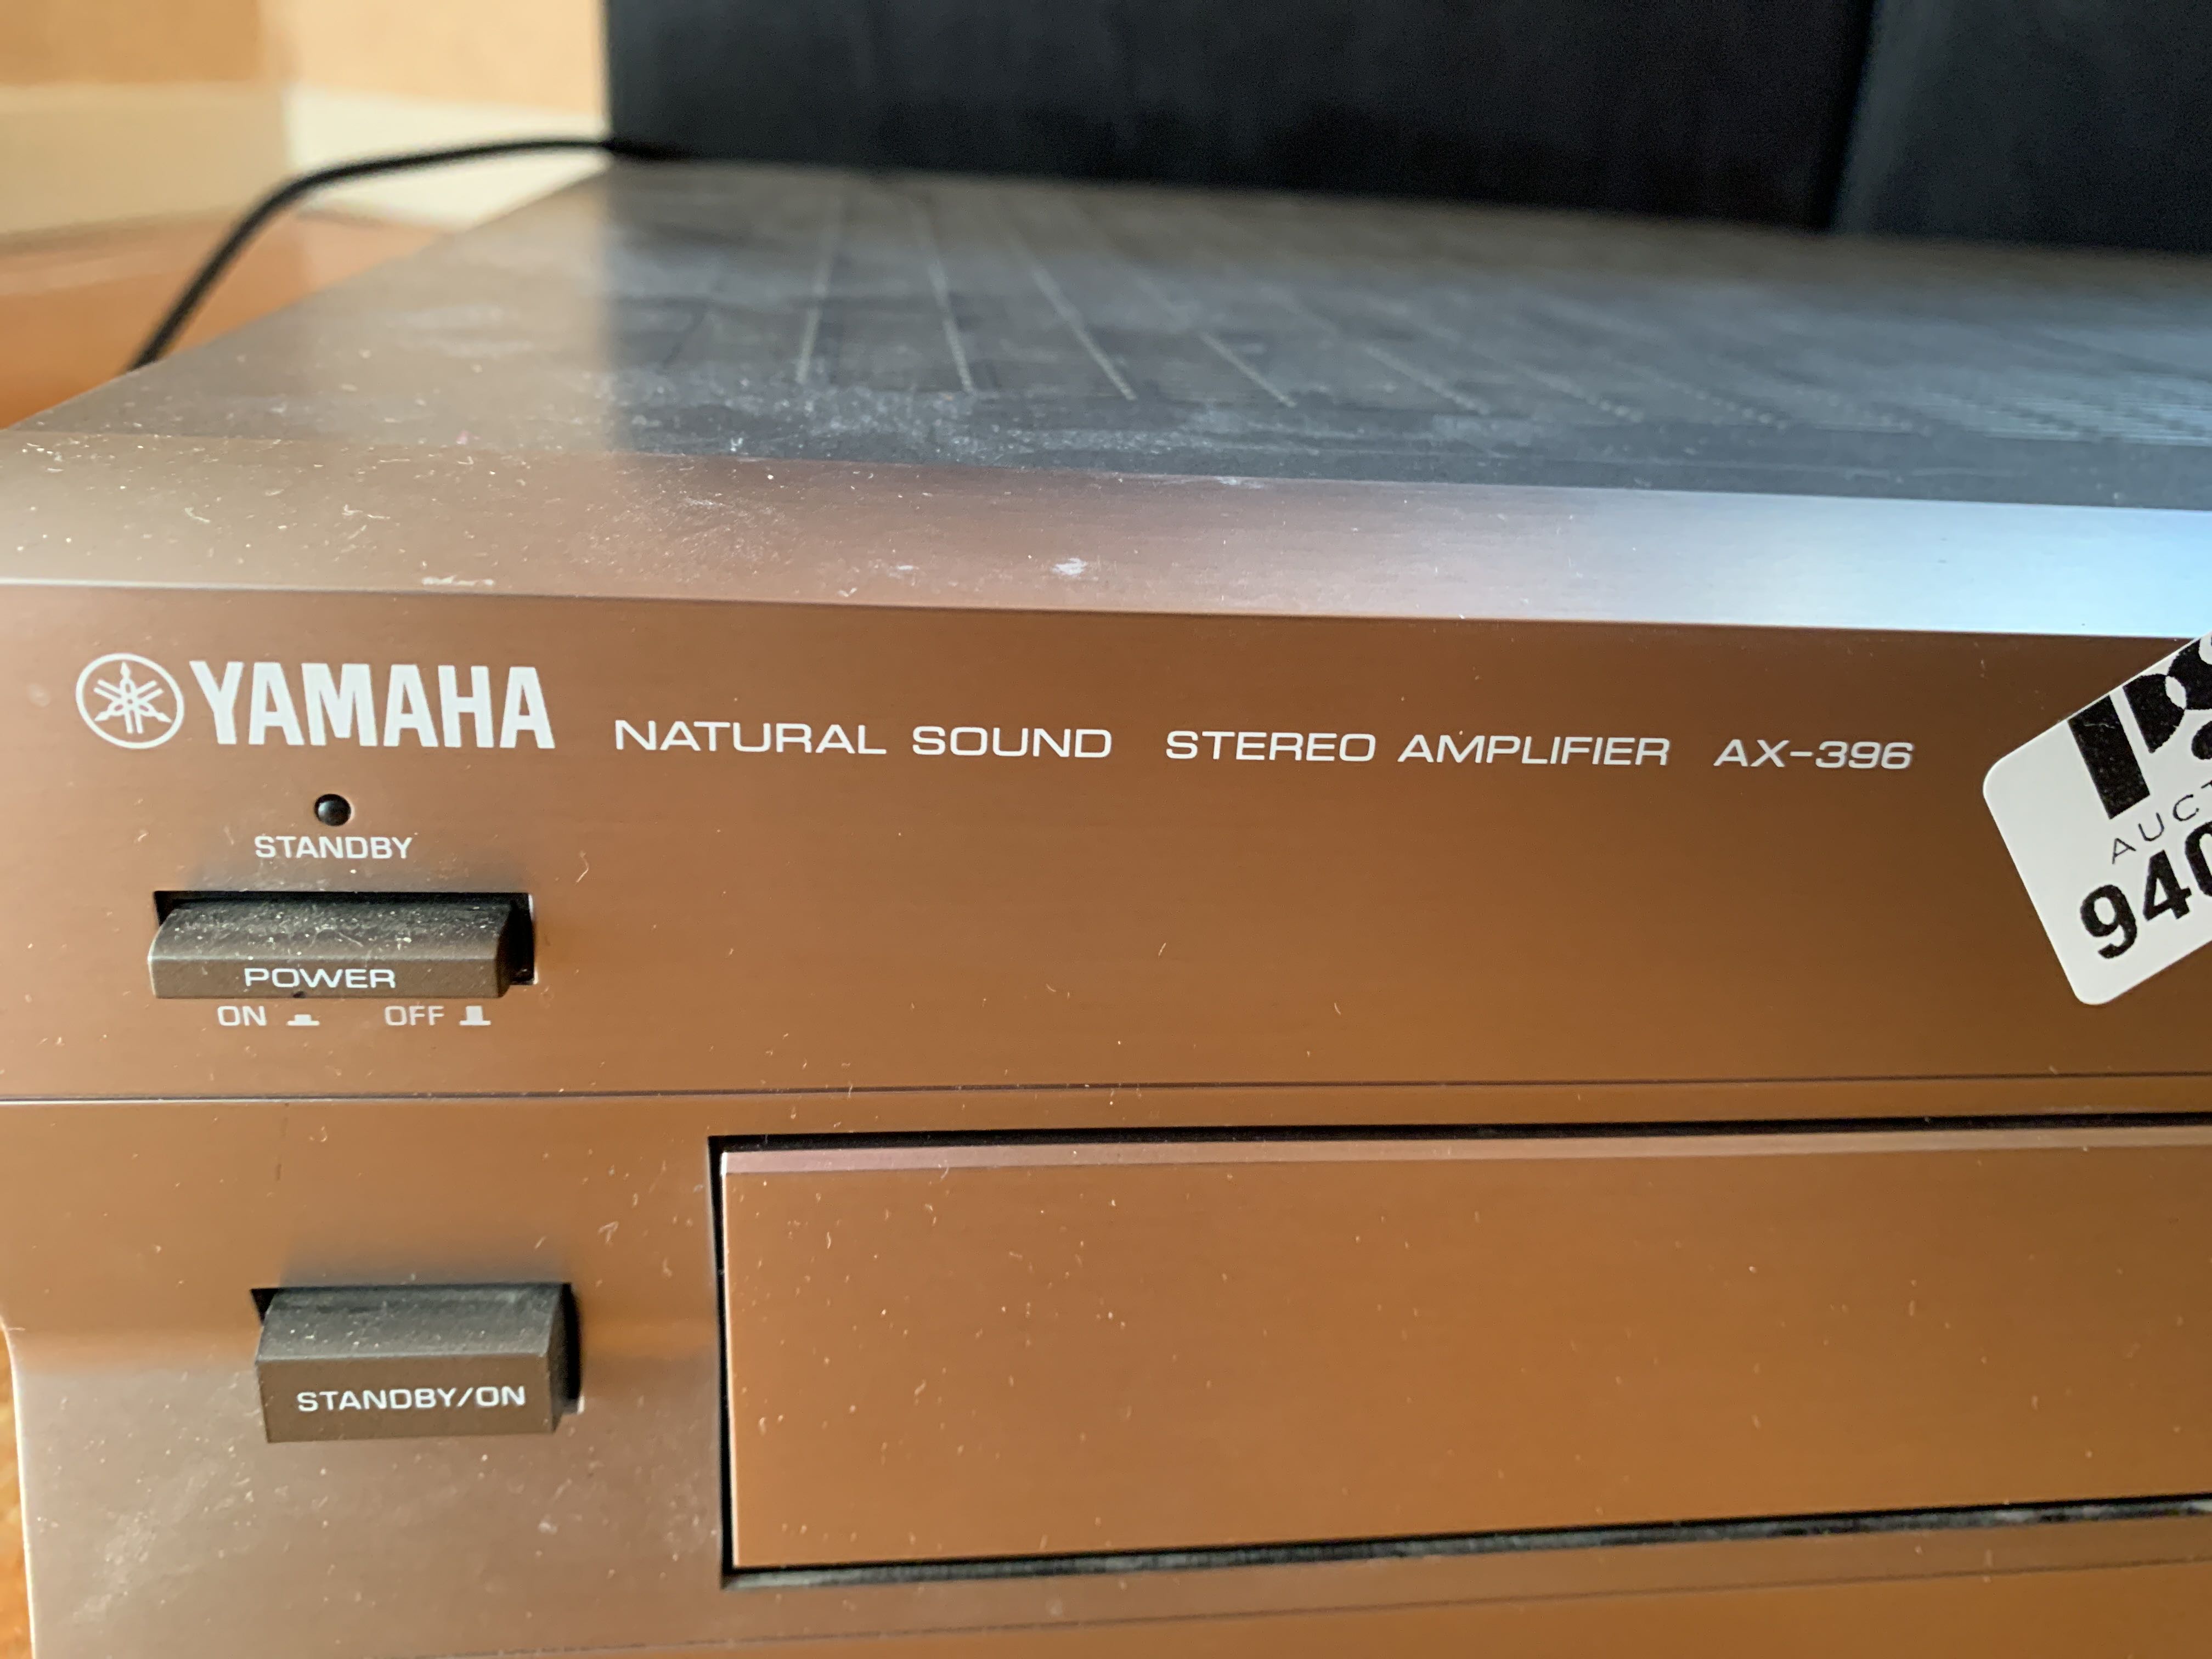 YAMAHA NATURAL SOUND STEREO AMPLIFIER AX-396
STANDBY
POWER
ON OFF
STANDBY/ON